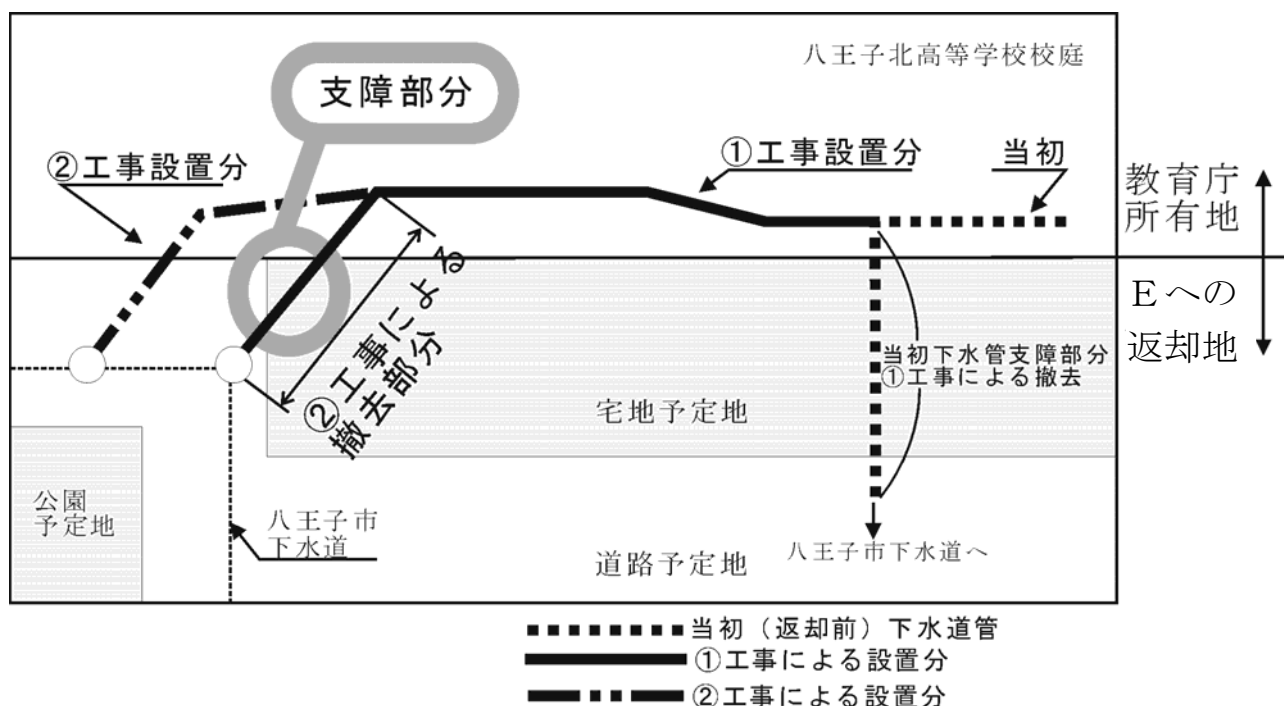 八王子北高等学校校庭
支障部分
②工事設置分
①工事設置分
当初
教育庁
所有地
Eへの
返却地
②工事による
撤去部分
当初下水管支障部分
①工事による撤去
宅地予定地
公園
予定地
八王子市
下水道
道路予定地
八王子市下水道へ
当初（返却前）下水道管
①工事による設置分
②工事による設置分